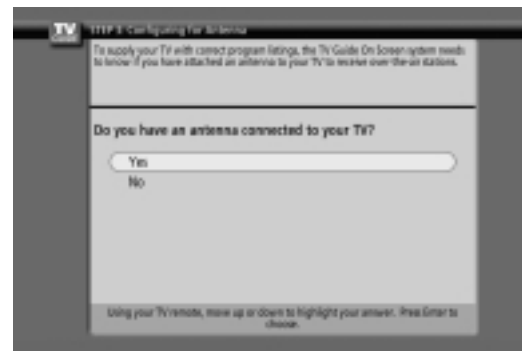 TV
GUIDE
STEP 3: Configuring for Antenna
To supply your TV with correct program listings, the TV Guide On Screen system needs
to know if you have attached an antenna to your TV to receive over-the-air stations.
Do you have an antenna connected to your TV?
Yes
No
Using your TV remote, move up or down to highlight your answer. Press Enter to
choose.